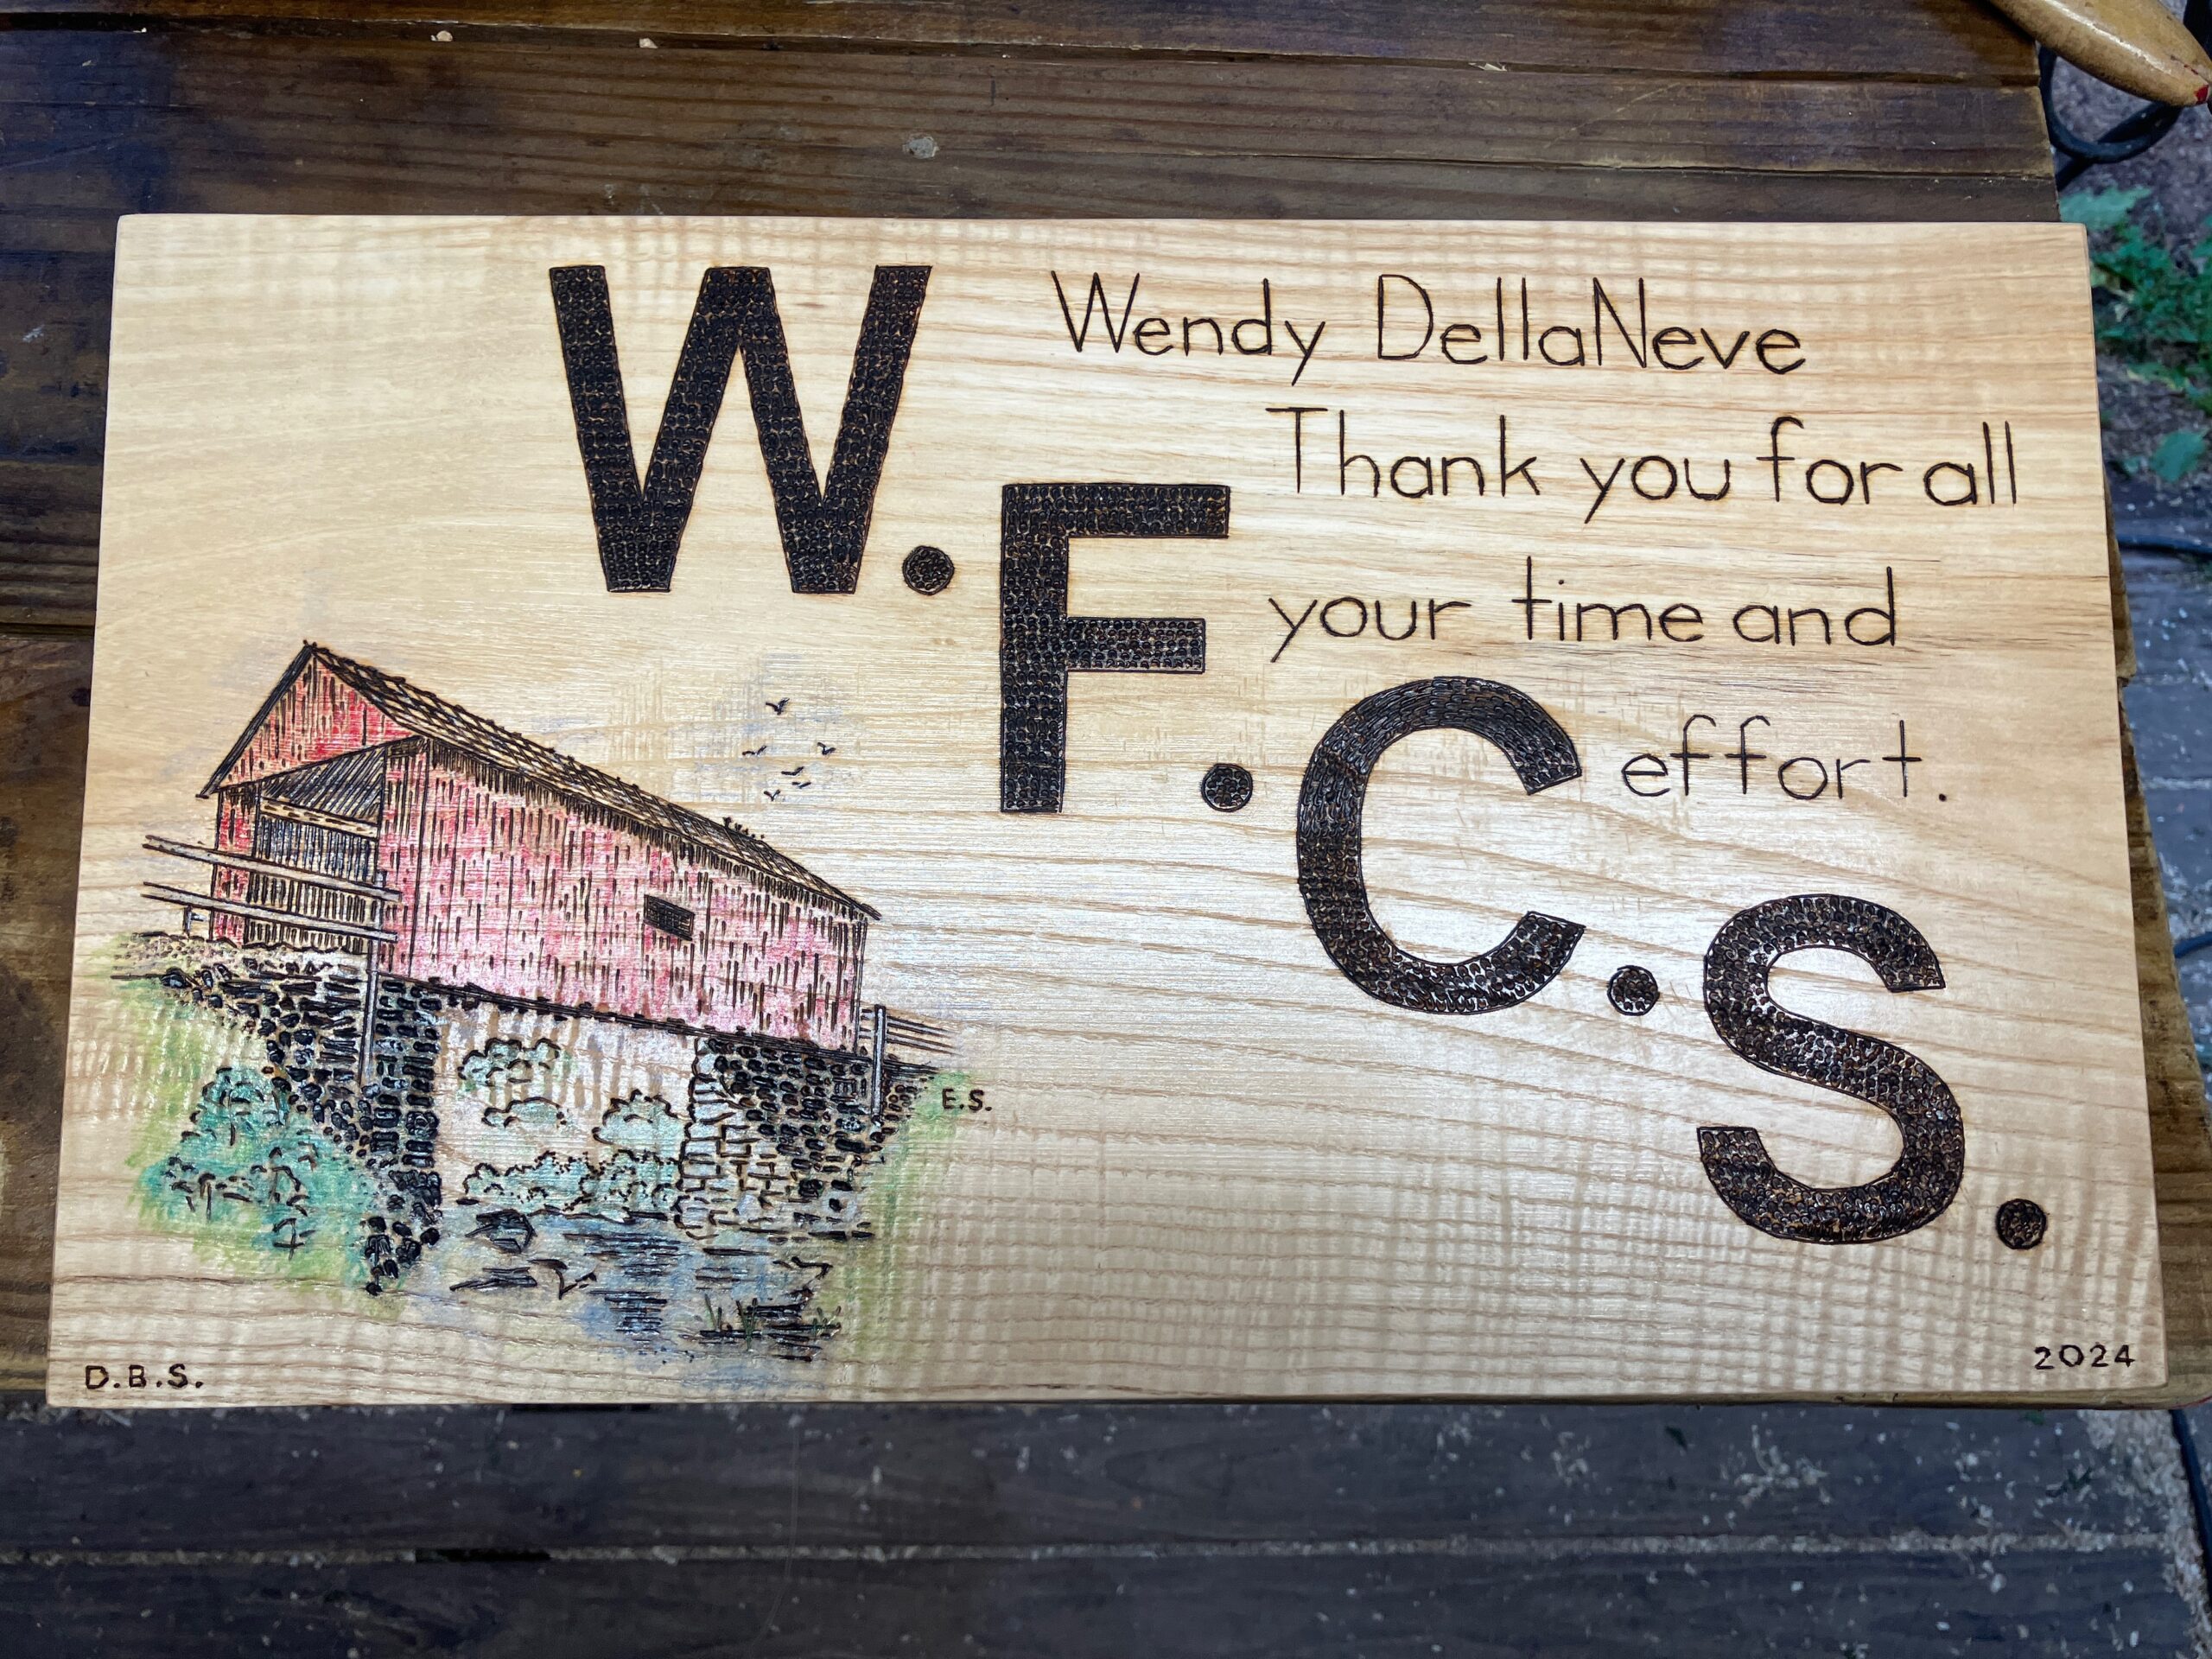 W.F.C.S.
Wendy DellaNeve
Thank you for all
your time and
effort.
E.S.
D.B.S.
2024